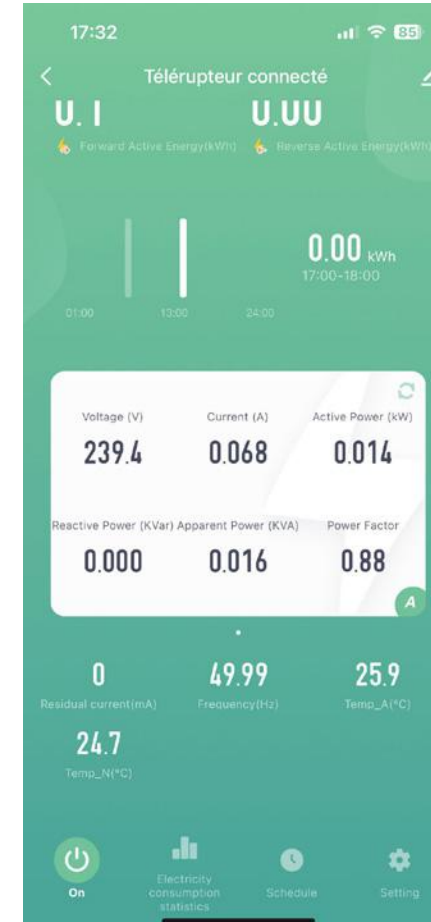 17:32
85
Télérupteur connecté
Forward Active Energy(kWh) Reverse Active Energy(kWh)
0.00 kWh
17:00-18:00
01:00 13:00 24:00
Voltage (V) Current (A) Active Power (kW)
239.4 0.068 0.014
Reactive Power (KVar) Apparent Power (KVA) Power Factor
0.000 0.016 0.88
A
0 49.99 25.9
Residual current(mA) Frequency(Hz) Temp_A(°C)
24.7
Temp_N(°C)
On
Electricity
consumption
statistics
Schedule
Setting